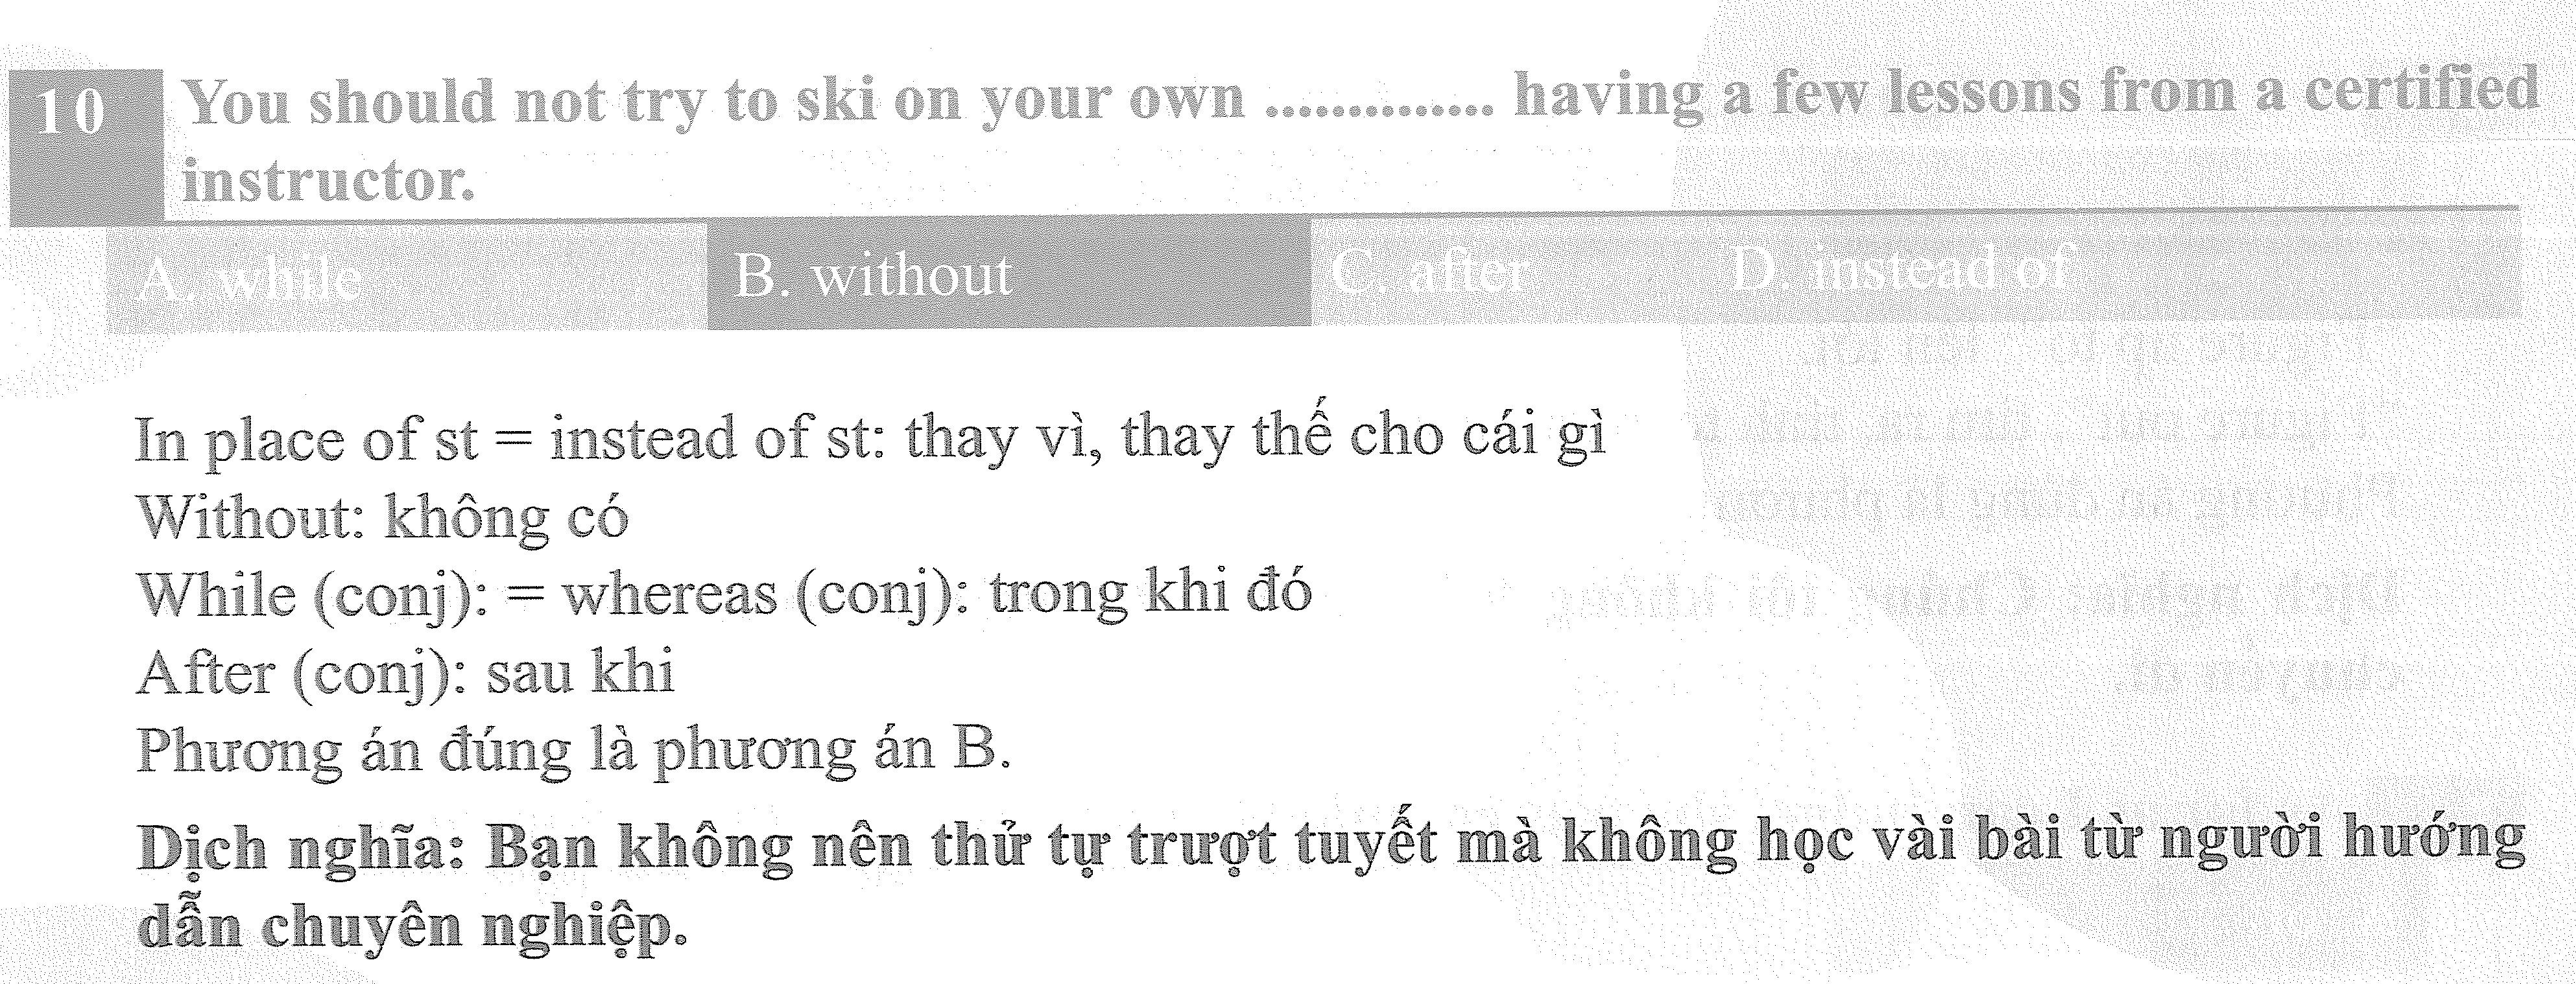 10 You should not try to ski on your own .............. having a few lessons from a certified
instructor.
A. while B. without C. after D. instead of
In place of st = instead of st: thay vì, thay thế cho cái gì
Without: không có
While (conj): = whereas (conj): trong khi đó
After (conj): sau khi
Phương án đúng là phương án B.
Dịch nghĩa: Bạn không nên thử tự trượt tuyết mà không học vài bài từ người hướng
dẫn chuyên nghiệp.